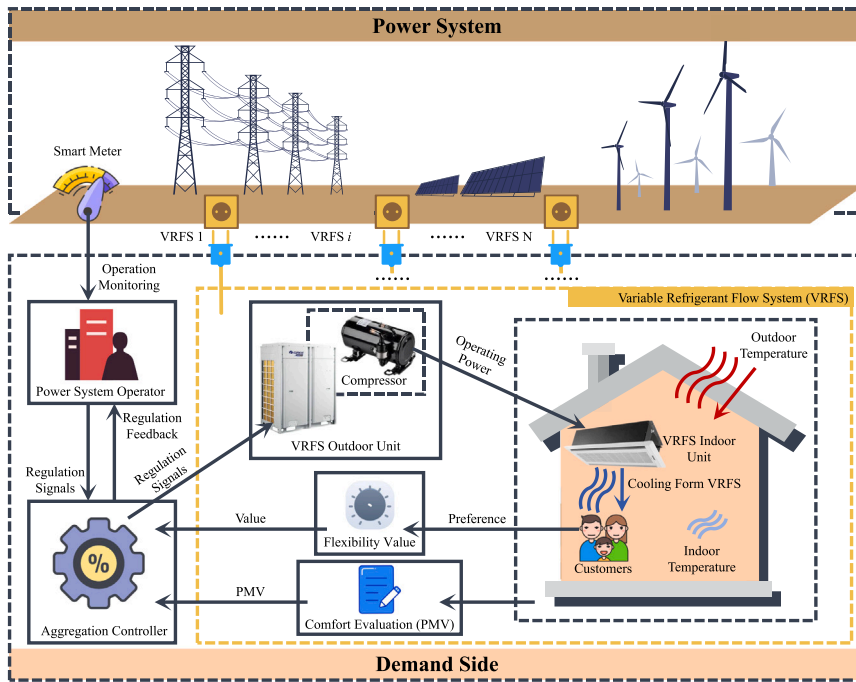 Power System
Smart Meter
VRFS 1
......
VRFS i
......
VRFS N
......
......
Operation
Monitoring
Variable Refrigerant Flow System (VRFS)
Power System Operator
Compressor
VRFS Outdoor Unit
Operating
Power
Outdoor
Temperature
VRFS Indoor
Unit
Cooling Form VRFS
Regulation
Feedback
Regulation
Signals
Regulation
Signals
Value
Flexibility Value
Preference
Customers
Indoor
Temperature
%
Aggregation Controller
PMV
Comfort Evaluation (PMV)
Demand Side